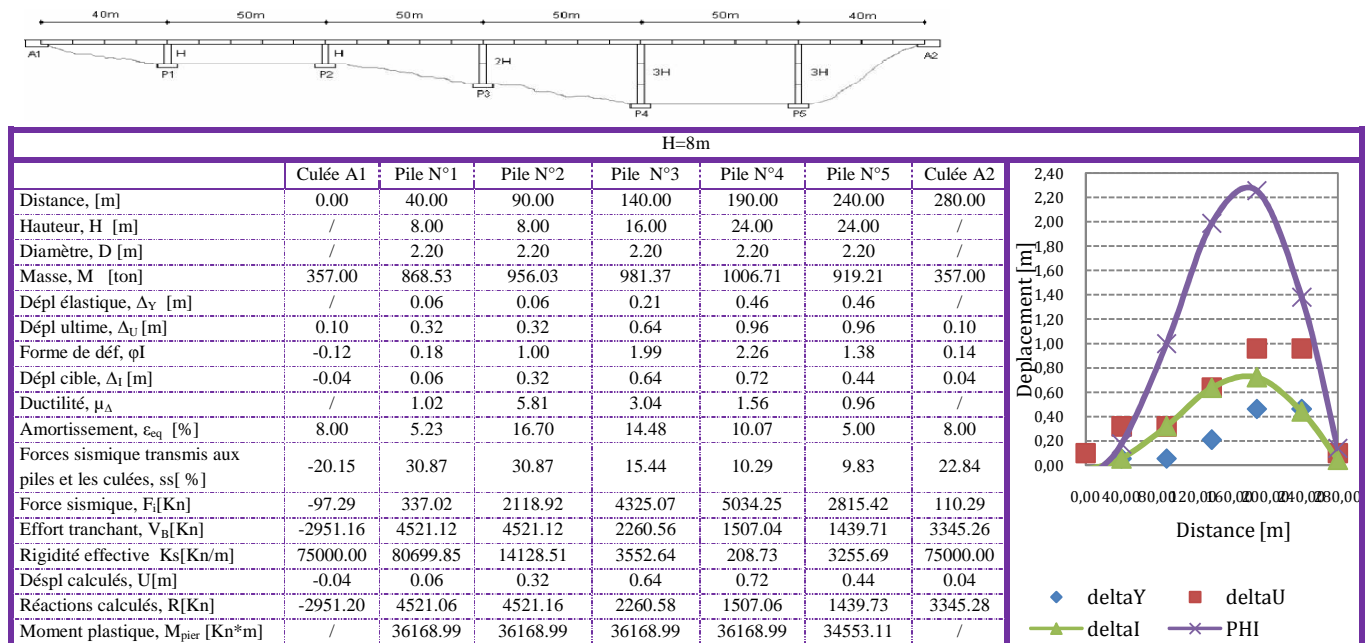 40m 50m 50m 50m 50m 40m
A1 H H 2H 3H 3H A2
P1 P2 P3 P4 P5
H=8m
Culée A1 Pile N°1 Pile N°2 Pile N°3 Pile N°4 Pile N°5 Culée A2
Distance, [m] 0.00 40.00 90.00 140.00 190.00 240.00 280.00
Hauteur, H [m] / 8.00 8.00 16.00 24.00 24.00 /
Diamètre, D [m] / 2.20 2.20 2.20 2.20 2.20 /
Masse, M [ton] 357.00 868.53 956.03 981.37 1006.71 919.21 357.00
Dépl élastique, ΔY [m] / 0.06 0.06 0.21 0.46 0.46 /
Dépl ultime, ΔU [m] 0.10 0.32 0.32 0.64 0.96 0.96 0.10
Forme de déf, φI -0.12 0.18 1.00 1.99 2.26 1.38 0.14
Dépl cible, ΔI [m] -0.04 0.06 0.32 0.64 0.72 0.44 0.04
Ductilité, μΔ / 1.02 5.81 3.04 1.56 0.96 /
Amortissement, εeq [%] 8.00 5.23 16.70 14.48 10.07 5.00 8.00
Forces sismique transmis aux
piles et les culées, ss[ %] -20.15 30.87 30.87 15.44 10.29 9.83 22.84
Force sismique, Fi[Kn] -97.29 337.02 2118.92 4325.07 5034.25 2815.42 110.29
Effort tranchant, VB[Kn] -2951.16 4521.12 4521.12 2260.56 1507.04 1439.71 3345.26
Rigidité effective Ks[Kn/m] 75000.00 80699.85 14128.51 3552.64 208.73 3255.69 75000.00
Déspl calculés, U[m] -0.04 0.06 0.32 0.64 0.72 0.44 0.04
Réactions calculés, R[Kn] -2951.20 4521.06 4521.16 2260.58 1507.06 1439.73 3345.28
Moment plastique, Mpier [Kn*m] / 36168.99 36168.99 36168.99 36168.99 34553.11 /
Deplacement [m]
2,40
2,20
2,00
1,80
1,60
1,40
1,20
1,00
0,80
0,60
0,40
0,20
0,00
0,00 40,00 80,00 120,00 160,00 200,00 240,00 280,00
Distance [m]
deltaY deltaU
deltaI PHI